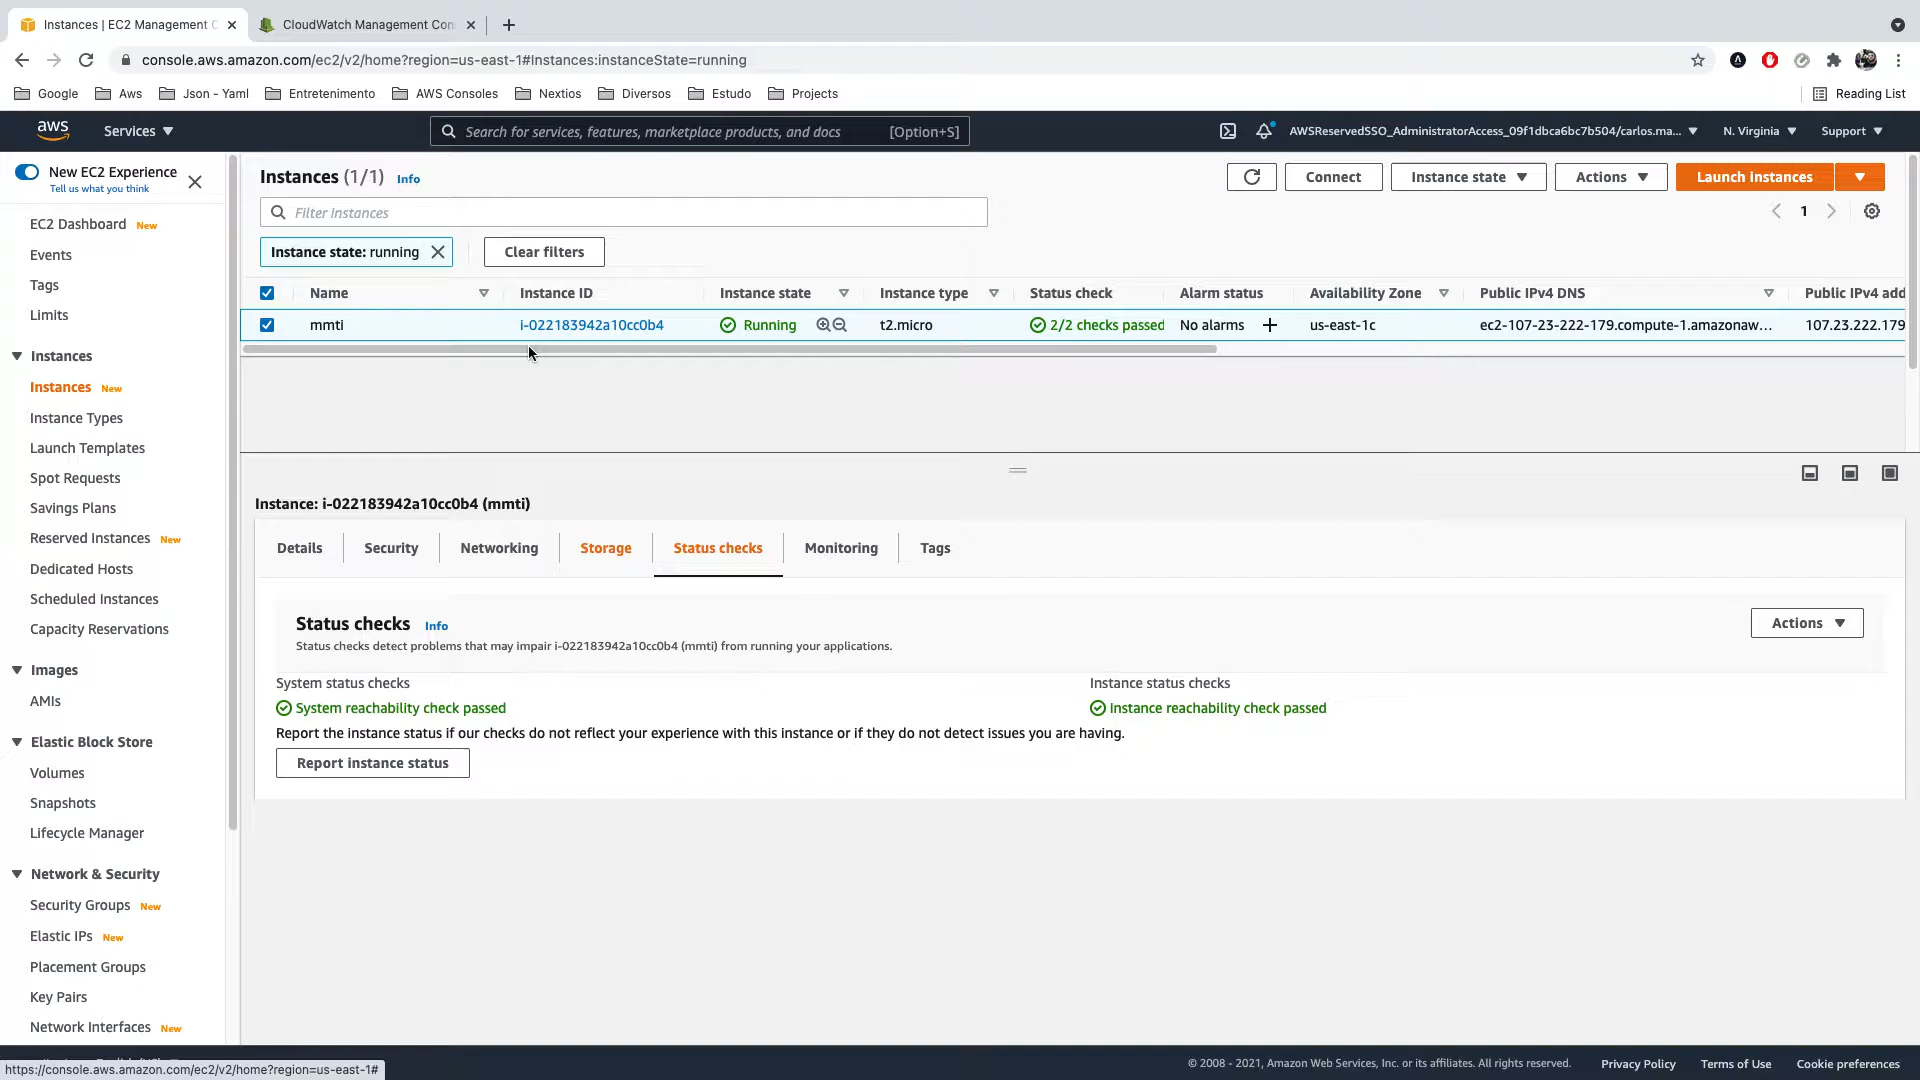 Instances | EC2 Management C
CloudWatch Management Con
console.aws.amazon.com/ec2/v2/home?region=us-east-1#Instances:instanceState=running
Google
Aws
Json - Yaml
Entretenimento
AWS Consoles
Nextios
Diversos
Estudo
Projects
Reading List
aws
Services
Search for services, features, marketplace products, and docs [Option+S]
AWSReservedSSO_AdministratorAccess_09f1dbca6bc7b504/carlos.ma...
N. Virginia
Support
New EC2 Experience
Tell us what you think
EC2 Dashboard New
Events
Tags
Limits
Instances
Instances New
Instance Types
Launch Templates
Spot Requests
Savings Plans
Reserved Instances New
Dedicated Hosts
Scheduled Instances
Capacity Reservations
Images
AMIs
Elastic Block Store
Volumes
Snapshots
Lifecycle Manager
Network & Security
Security Groups New
Elastic IPs New
Placement Groups
Key Pairs
Network Interfaces New
Instances (1/1) Info
Connect
Instance state
Actions
Launch instances
Filter instances
1
Instance state: running
Clear filters
Name Instance ID Instance state Instance type Status check Alarm status Availability Zone Public IPv4 DNS Public IPv4 add
mmti i-022183942a10cc0b4 Running t2.micro 2/2 checks passed No alarms us-east-1c ec2-107-23-222-179.compute-1.amazonaw... 107.23.222.179
Instance: i-022183942a10cc0b4 (mmti)
Details
Security
Networking
Storage
Status checks
Monitoring
Tags
Status checks Info
Actions
Status checks detect problems that may impair i-022183942a10cc0b4 (mmti) from running your applications.
System status checks
Instance status checks
System reachability check passed
Instance reachability check passed
Report the instance status if our checks do not reflect your experience with this instance or if they do not detect issues you are having.
Report instance status
https://console.aws.amazon.com/ec2/v2/home?region=us-east-1#
© 2008 - 2021, Amazon Web Services, Inc. or its affiliates. All rights reserved.
Privacy Policy
Terms of Use
Cookie preferences